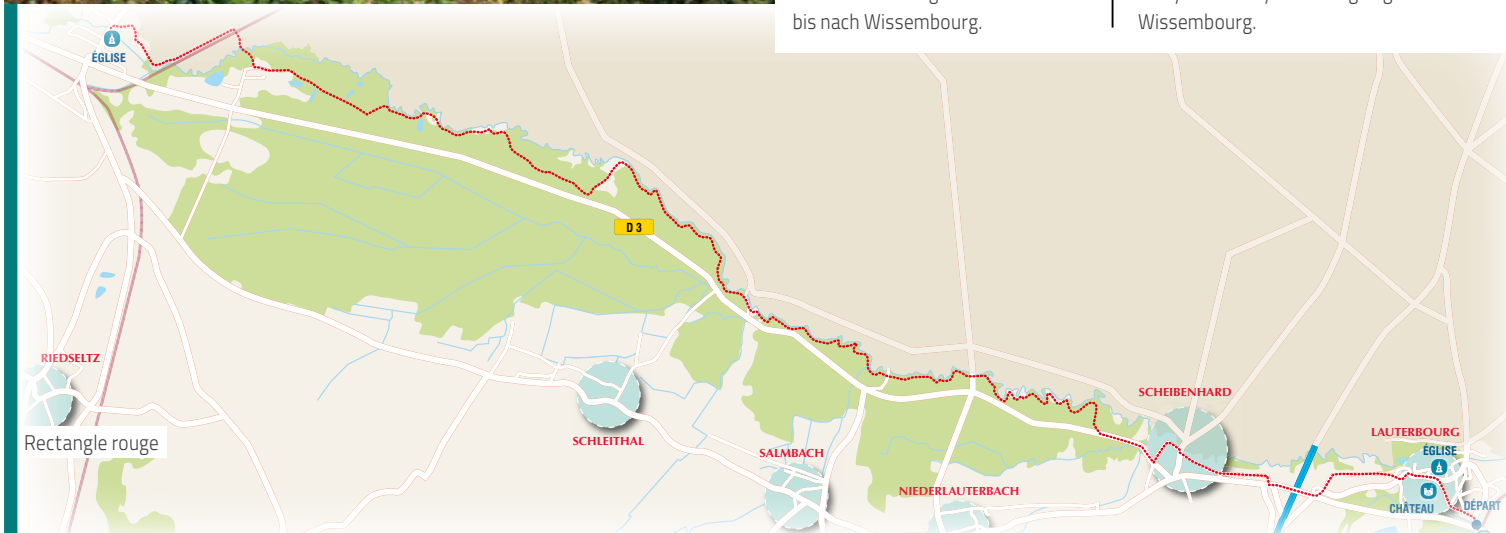 bis nach Wissembourg.
Wissembourg.
ÉGLISE
D 3
RIEDSELTZ
Rectangle rouge
SCHLEITHAL
SALMBACH
NIEDERLAUTERBACH
SCHEIBENHARD
LAUTERBOURG
ÉGLISE
CHÂTEAU
DÉPART